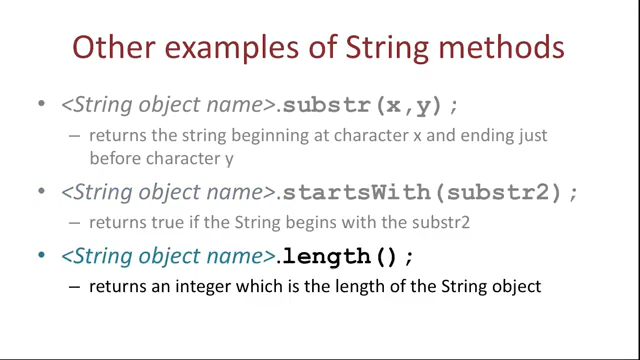 Other examples of String methods
• <String object name>.substr(x,y);
– returns the string beginning at character x and ending just
before character y
• <String object name>.startsWith(substr2);
– returns true if the String begins with the substr2
• <String object name>.length();
– returns an integer which is the length of the String object